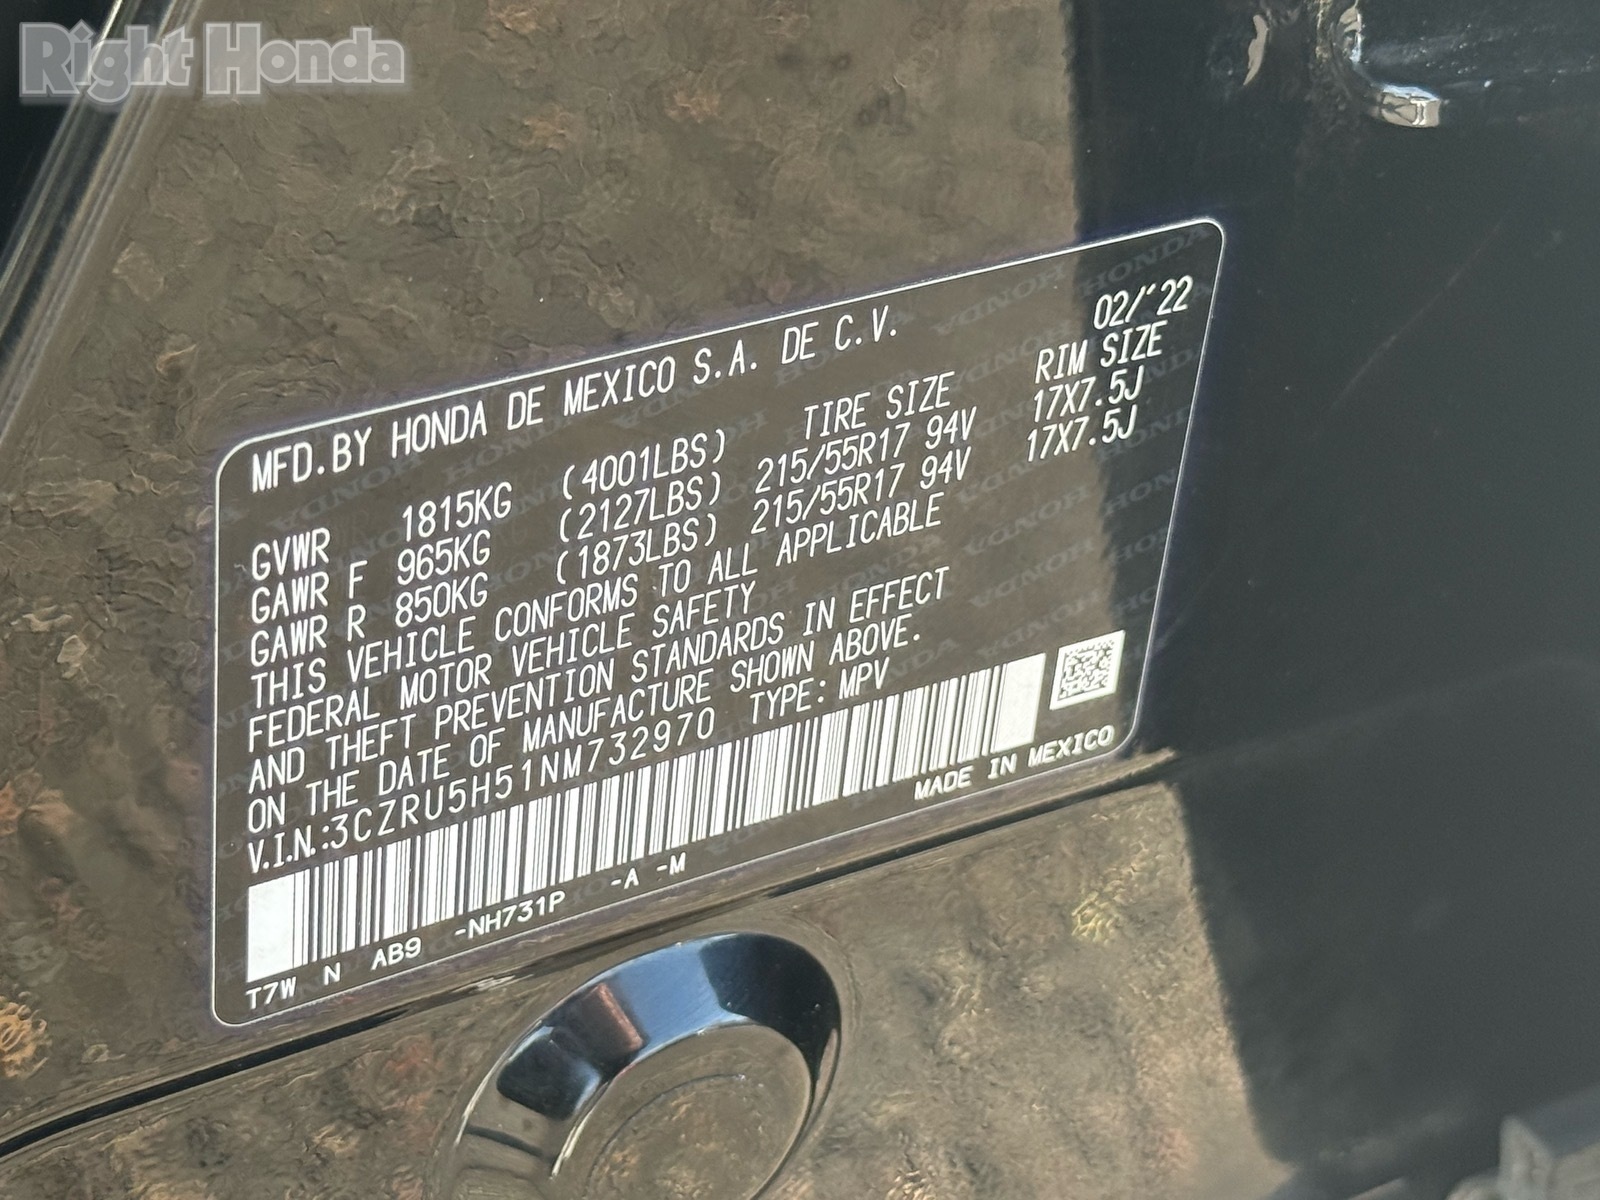 Right Honda
MFD.BY HONDA DE MEXICO S.A. DE C.V. 02/'22
TIRE SIZE RIM SIZE
GVWR 1815KG (4001LBS)
GAWR F 965KG (2127LBS) 215/55R17 94V 17X7.5J
GAWR R 850KG (1873LBS) 215/55R17 94V 17X7.5J
THIS VEHICLE CONFORMS TO ALL APPLICABLE
FEDERAL MOTOR VEHICLE SAFETY
AND THEFT PREVENTION STANDARDS IN EFFECT
ON THE DATE OF MANUFACTURE SHOWN ABOVE.
V.I.N.:3CZRU5H51NM732970 TYPE: MPV
MADE IN MEXICO
T7W N AB9 -NH731P -A -M